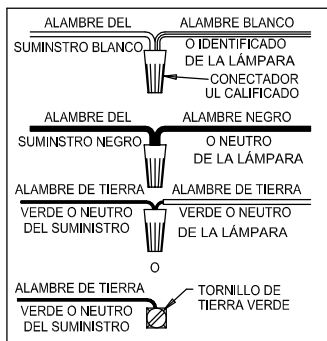 ALAMBRE DEL ALAMBRE BLANCO
SUMINSTRO BLANCO O IDENTIFICADO
DE LA LÁMPARA
CONECTADOR
UL CALIFICADO
ALAMBRE DEL ALAMBRE NEGRO
SUMINISTRO NEGRO O NEUTRO
DE LA LÁMPARA
ALAMBRE DE TIERRA ALAMBRE DE TIERRA
VERDE O NEUTRO VERDE O NEUTRO
DEL SUMINISTRO DE LA LÁMPARA
O
ALAMBRE DE TIERRA TORNILLO DE
VERDE O NEUTRO TIERRA VERDE
DEL SUMINISTRO